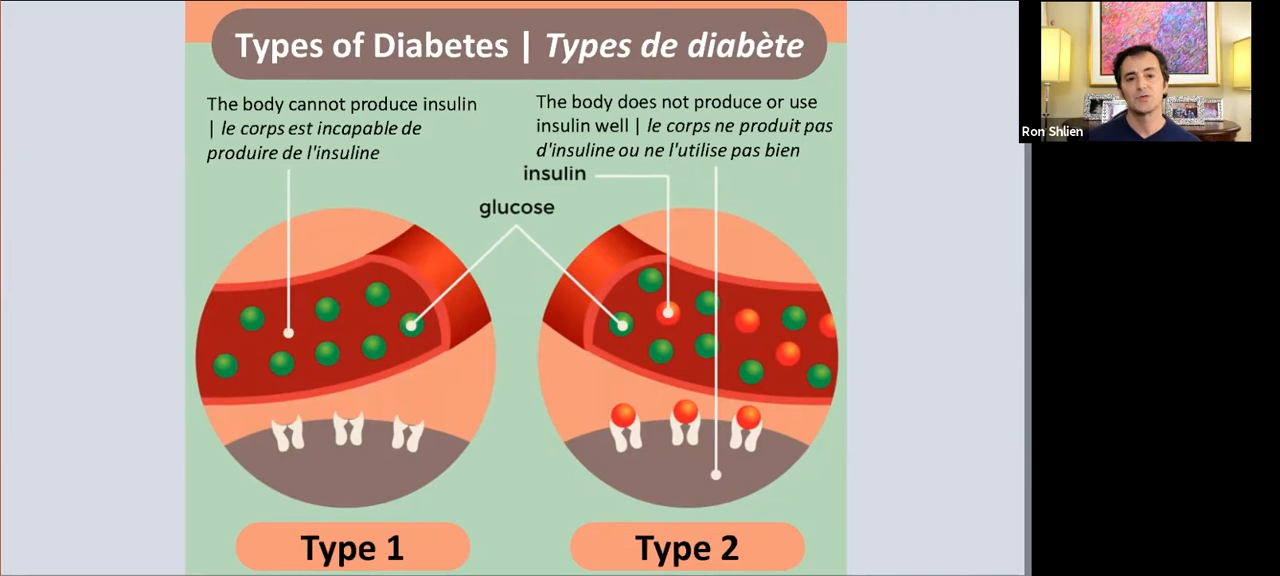 Types of Diabetes | Types de diabète
The body cannot produce insulin
| le corps est incapable de
produire de l'insuline
The body does not produce or use
insulin well | le corps ne produit pas
d'insuline ou ne l'utilise pas bien
insulin
glucose
Type 1
Type 2
Ron Shlien